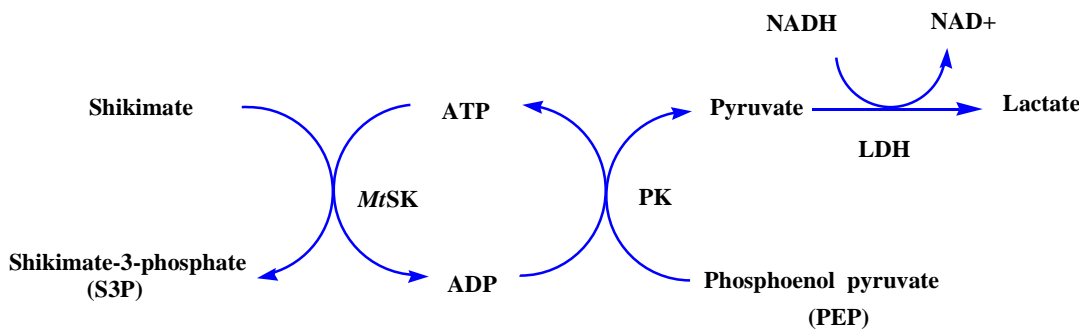 NADH
NAD+
Shikimate
ATP
Pyruvate
Lactate
LDH
MtSK
PK
Shikimate-3-phosphate
(S3P)
ADP
Phosphoenol pyruvate
(PEP)